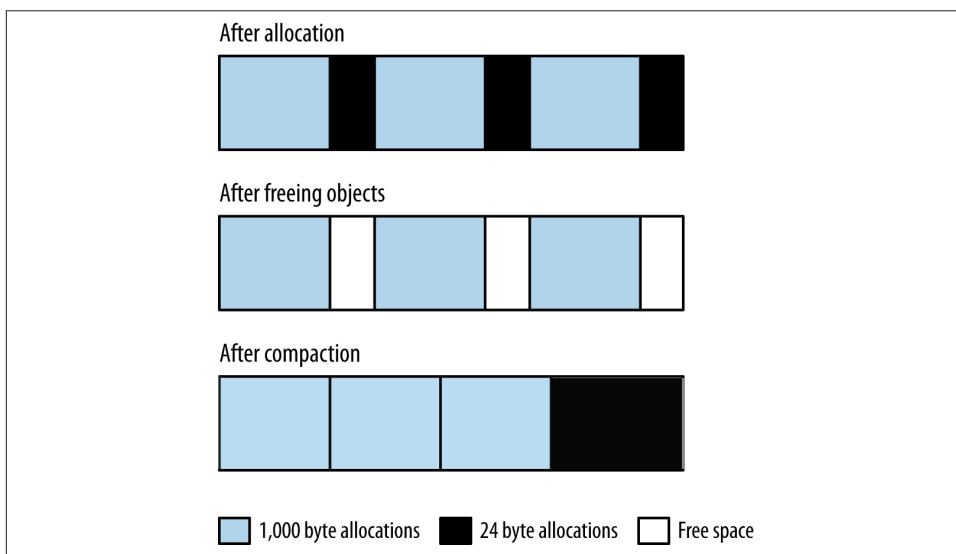 After allocation
After freeing objects
After compaction
1,000 byte allocations 24 byte allocations Free space